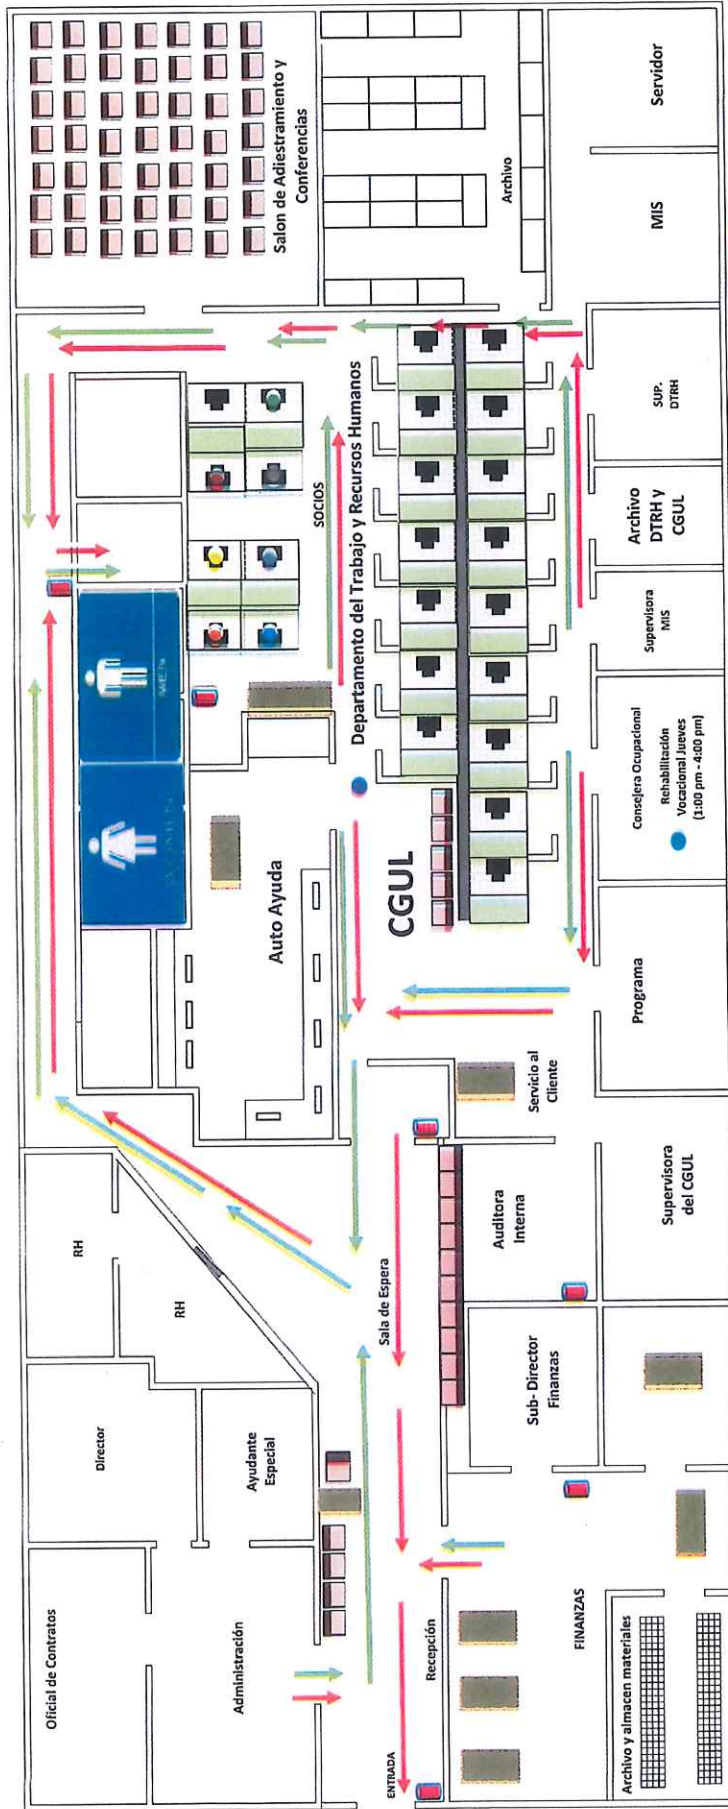 Oficial de Contratos
Director
RH
RH
Administración
Ayudante
Especial
ENTRADA
Recepción
Sala de Espera
FINANZAS
Archivo y almacen materiales
Sub- Director
Finanzas
Auditora
Interna
Supervisora
del CGUL
Servicio al
Cliente
Programa
WOMEN
MEN
Auto Ayuda
CGUL
SOCIOS
Departamento del Trabajo y Recursos Humanos
Consejera Ocupacional
Rehabilitación
Vocacional Jueves
(1:00 pm - 4:00 pm)
Supervisora
MIS
Archivo
DTRH y
CGUL
SUP.
DTRH
Salon de Adiestramiento y
Conferencias
Archivo
MIS
Servidor